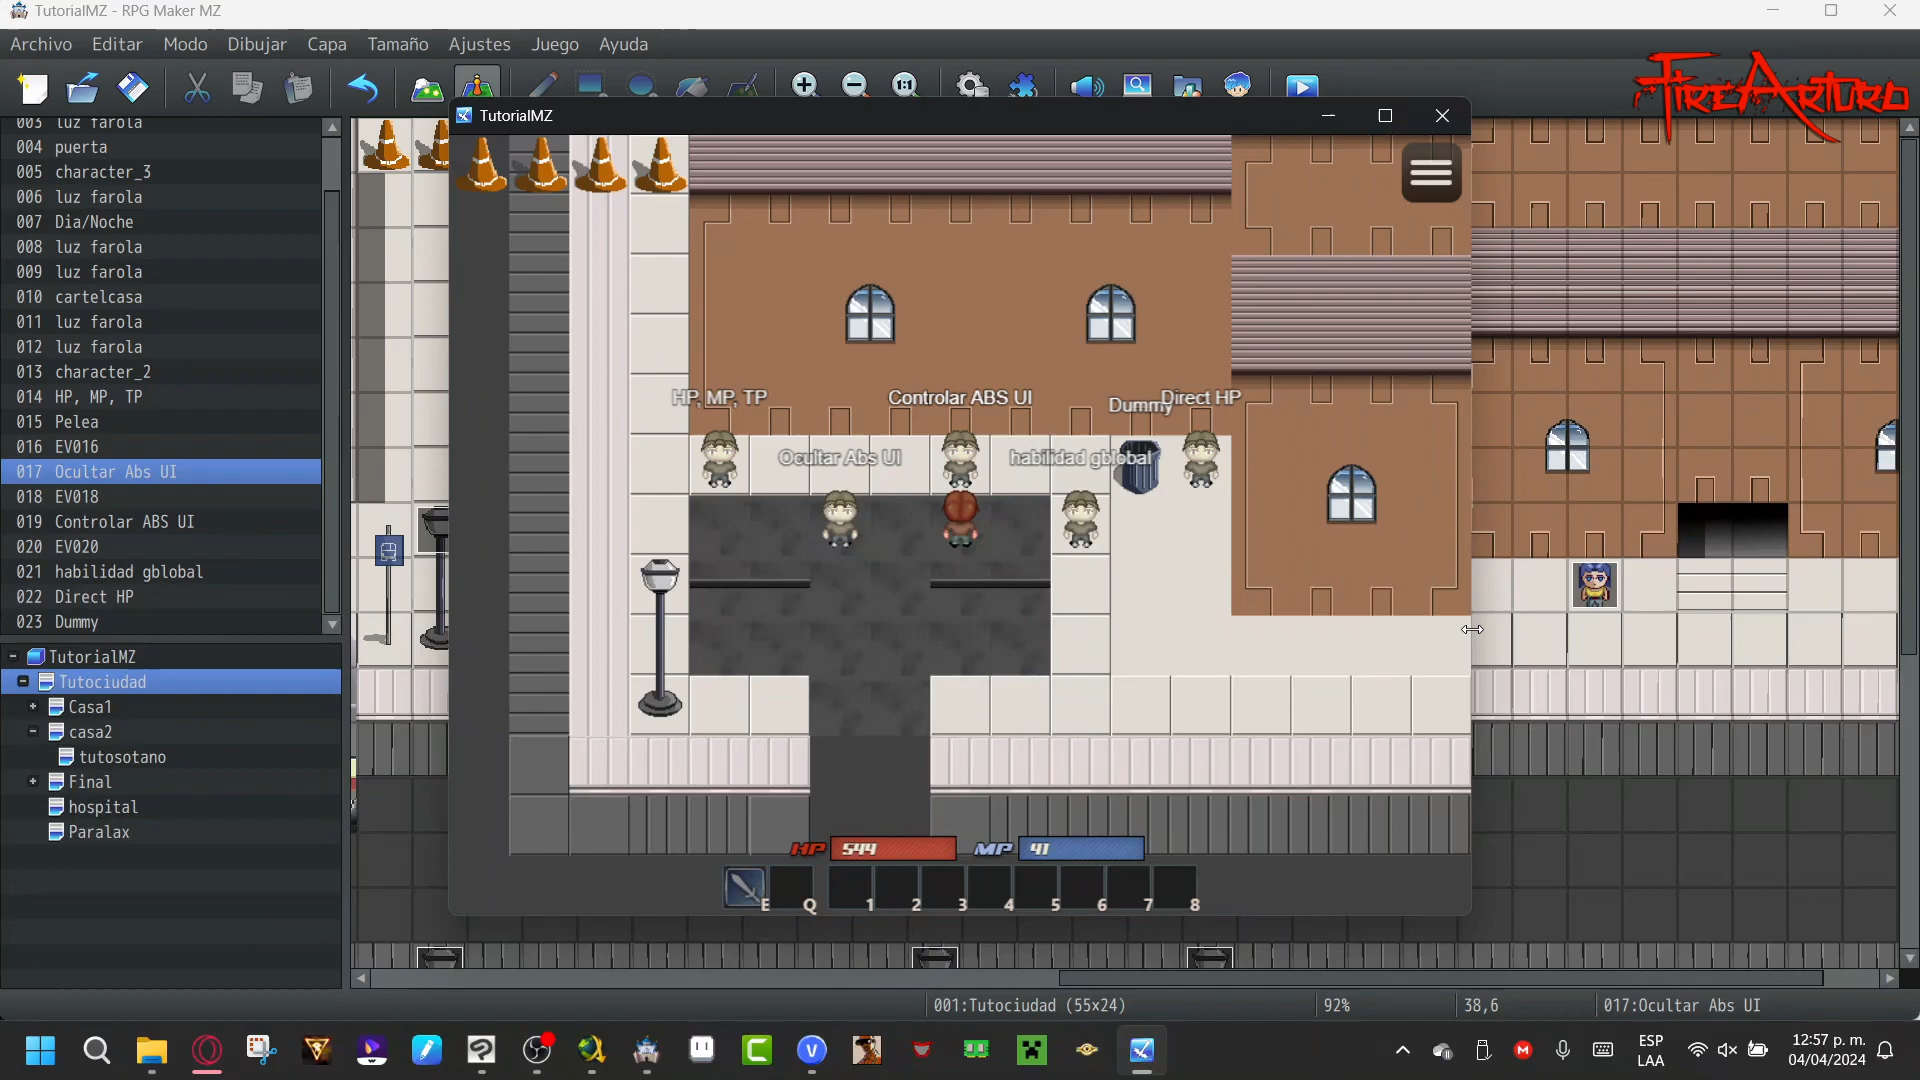 TutorialMZ - RPG Maker MZ
Archivo Editar Modo Dibujar Capa Tamaño Ajustes Juego Ayuda
FireArturo
1:1
TutorialMZ
003 luz farola
004 puerta
005 character_3
006 luz farola
007 Dia/Noche
008 luz farola
009 luz farola
010 cartelcasa
011 luz farola
012 luz farola
013 character_2
014 HP, MP, TP
015 Pelea
016 EV016
017 Ocultar Abs UI
018 EV018
019 Controlar ABS UI
020 EV020
021 habilidad gblobal
022 Direct HP
023 Dummy
TutorialMZ
Tutociudad
Casa1
casa2
tutosotano
Final
hospital
Paralax
HP, MP, TP
Controlar ABS UI
Dummy
Direct HP
Ocultar Abs UI
habilidad gblobal
HP 544 MP 41
E Q 1 2 3 4 5 6 7 8
001:Tutociudad (55x24) 92% 38,6 017:Ocultar Abs UI
ESP
LAA
12:57 p. m.
04/04/2024